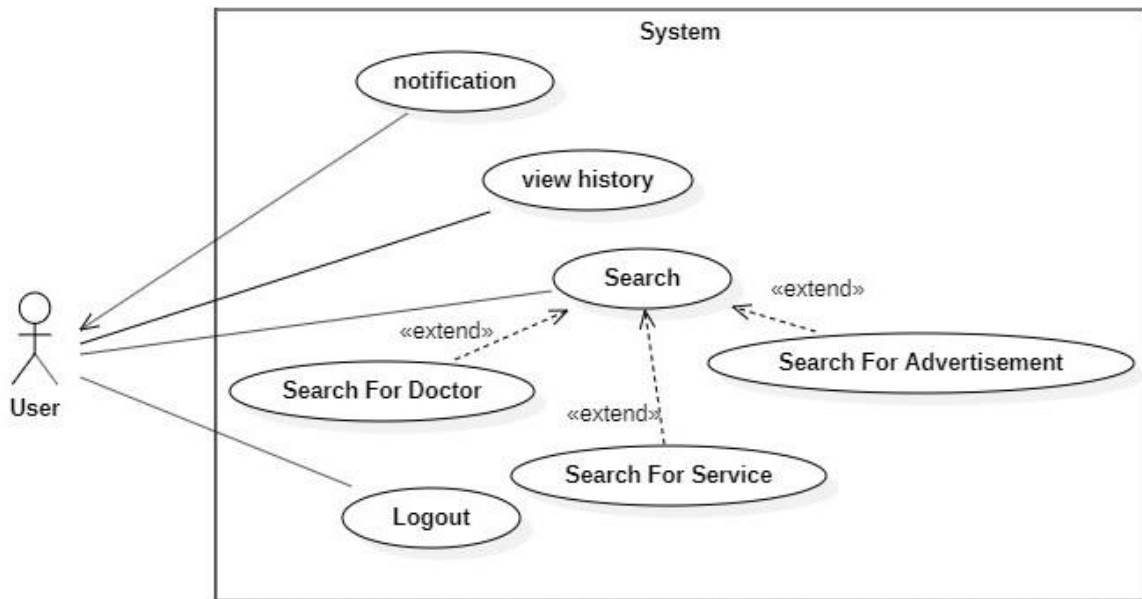 System
notification
view history
Search
«extend»
«extend»
Search For Advertisement
Search For Doctor
User
«extend»
Search For Service
Logout